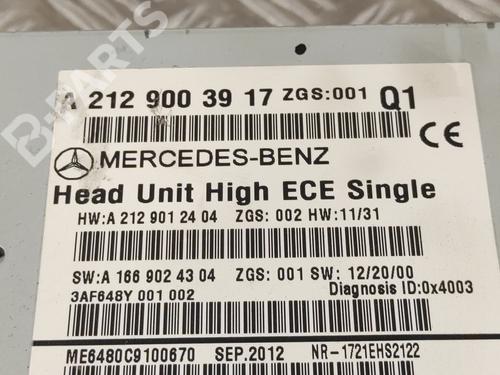 B-PARTS
A 212 900 39 17 ZGS:001 Q1
MERCEDES-BENZ
Head Unit High ECE Single
HW:A 212 901 24 04 ZGS: 002 HW:11/31
SW:A 166 902 43 04 ZGS: 001 SW: 12/20/00
3AF648Y 001 002 Diagnosis ID:0x4003
ME6480C9100670 SEP.2012 NR-1721EHS2122